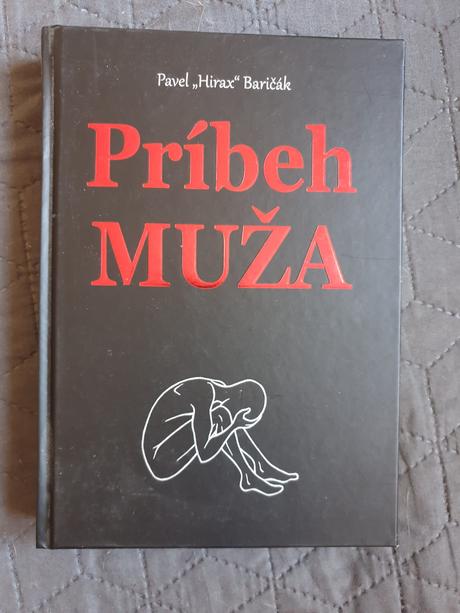 Pavel „Hirax“ Baričák
Príbeh
MUŽA